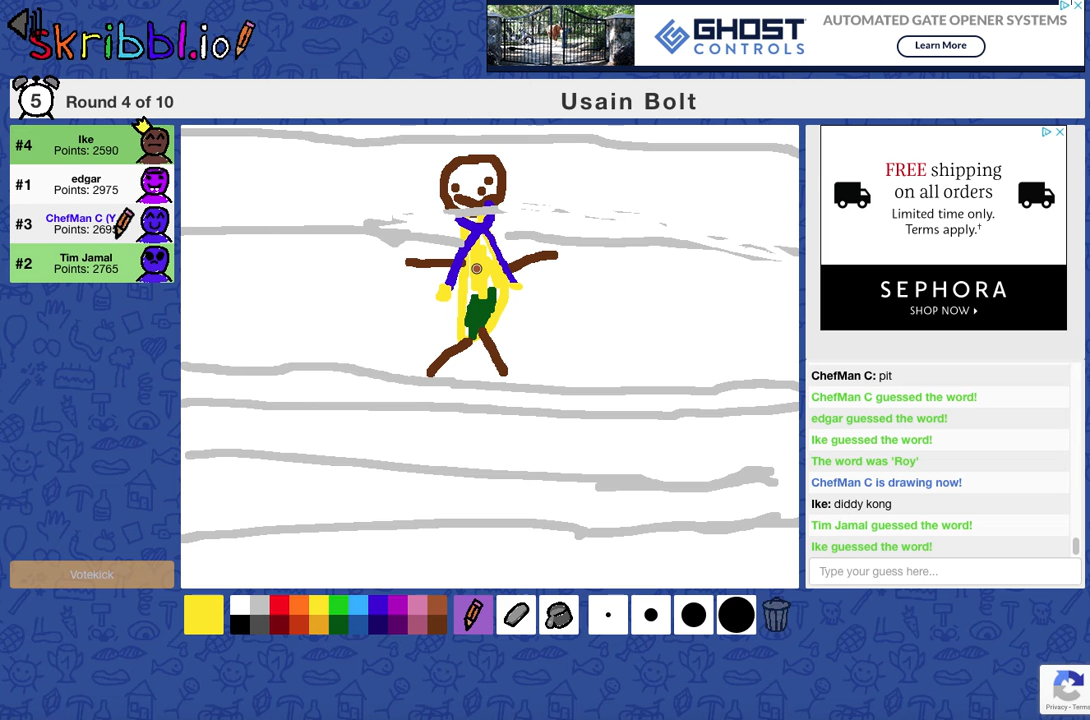 skribbl.io
GHOST
CONTROLS
AUTOMATED GATE OPENER SYSTEMS
Learn More
5
Round 4 of 10
Usain Bolt
#4
Ike
Points: 2590
#1
edgar
Points: 2975
#3
ChefMan C (Y
Points: 269
#2
Tim Jamal
Points: 2765
Votekick
FREE shipping
on all orders
Limited time only.
Terms apply.†
SEPHORA
SHOP NOW
ChefMan C: pit
ChefMan C guessed the word!
edgar guessed the word!
Ike guessed the word!
The word was 'Roy'
ChefMan C is drawing now!
Ike: diddy kong
Tim Jamal guessed the word!
Ike guessed the word!
Type your guess here...
Privacy - Terms